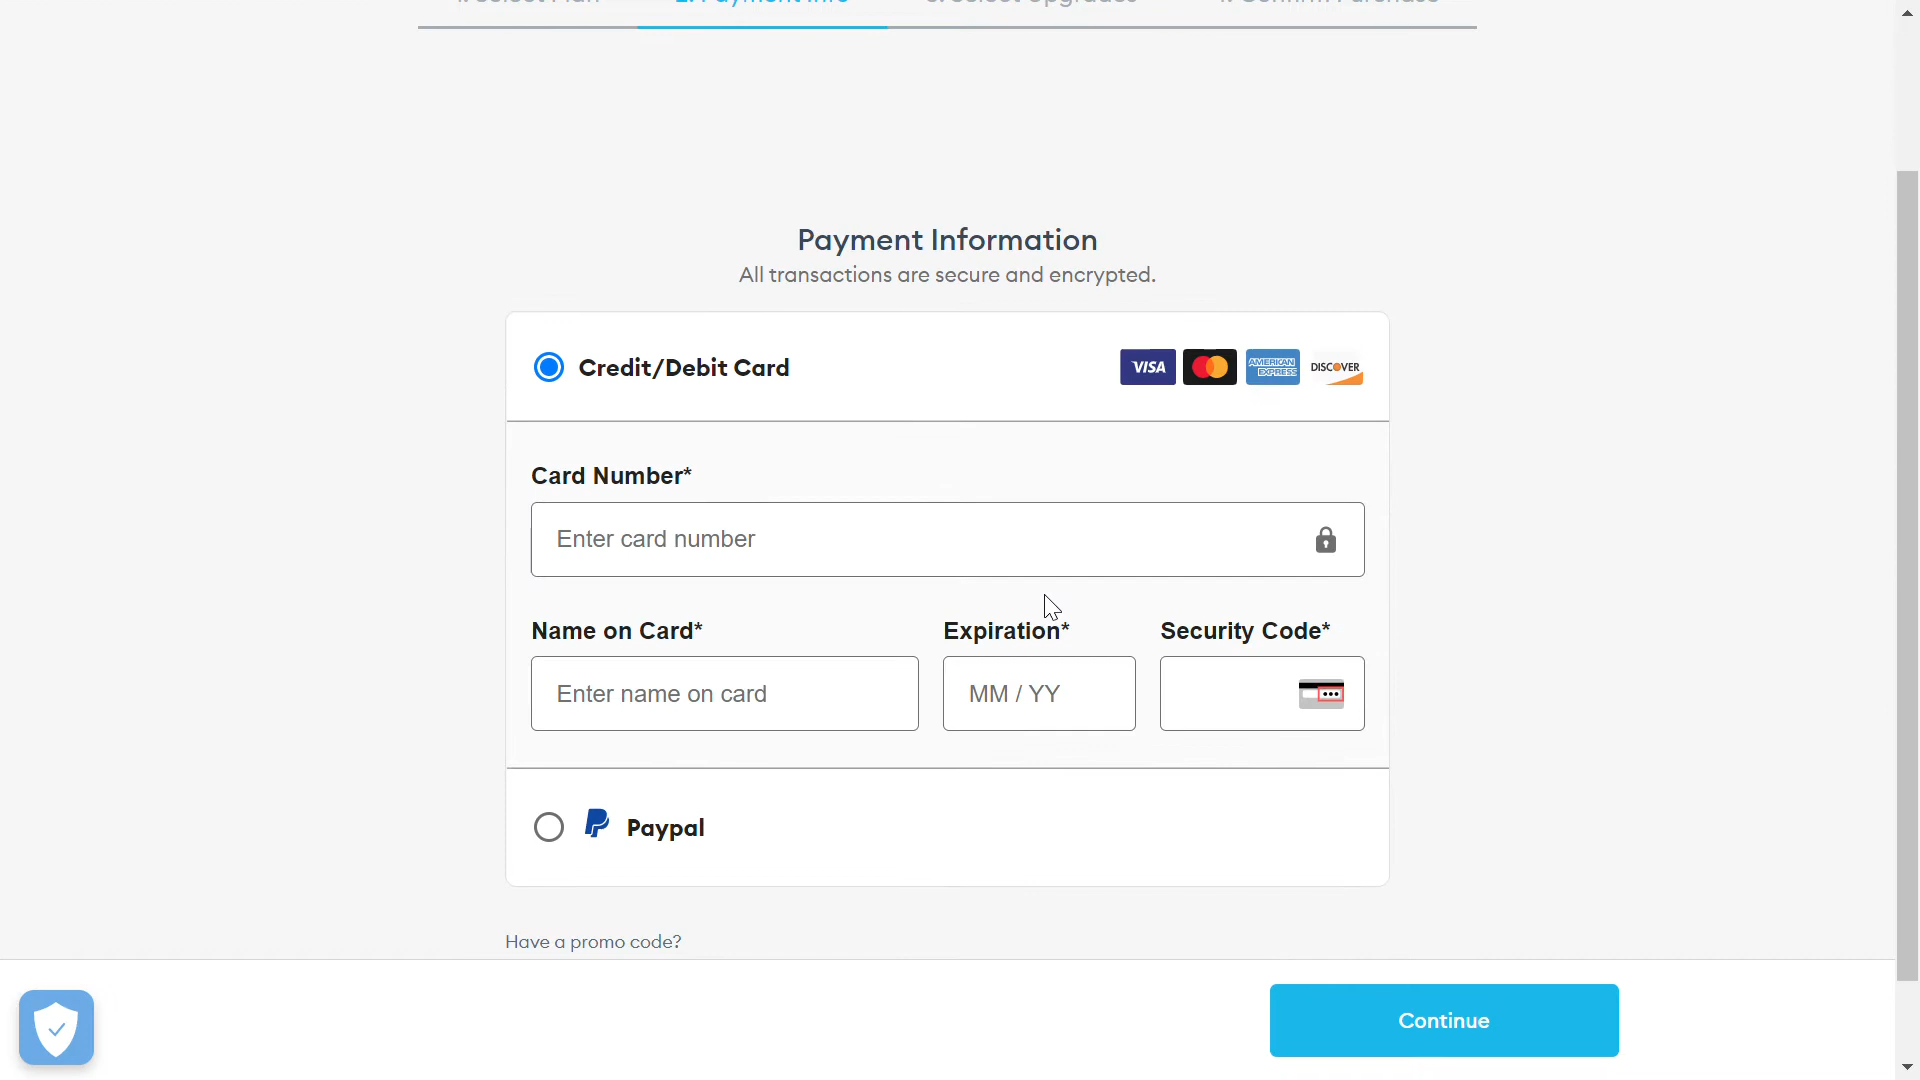 Payment Information
All transactions are secure and encrypted.
Credit/Debit Card
VISA
AMERICAN
EXPRESS
DISCOVER
Card Number*
Enter card number
Name on Card*
Expiration*
Security Code*
Enter name on card
MM / YY
Paypal
Have a promo code?
Continue